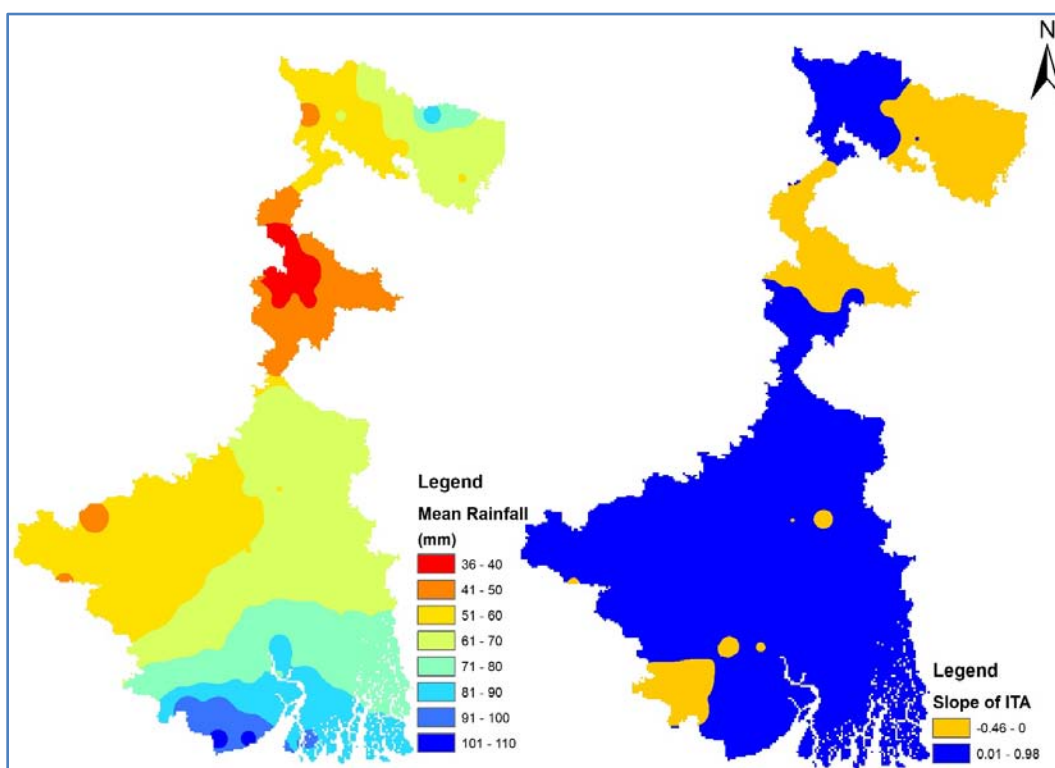 N
Legend
Mean Rainfall
(mm)
36 - 40
41 - 50
51 - 60
61 - 70
71 - 80
81 - 90
91 - 100
101 - 110
Legend
Slope of ITA
-0.46 - 0
0.01 - 0.98